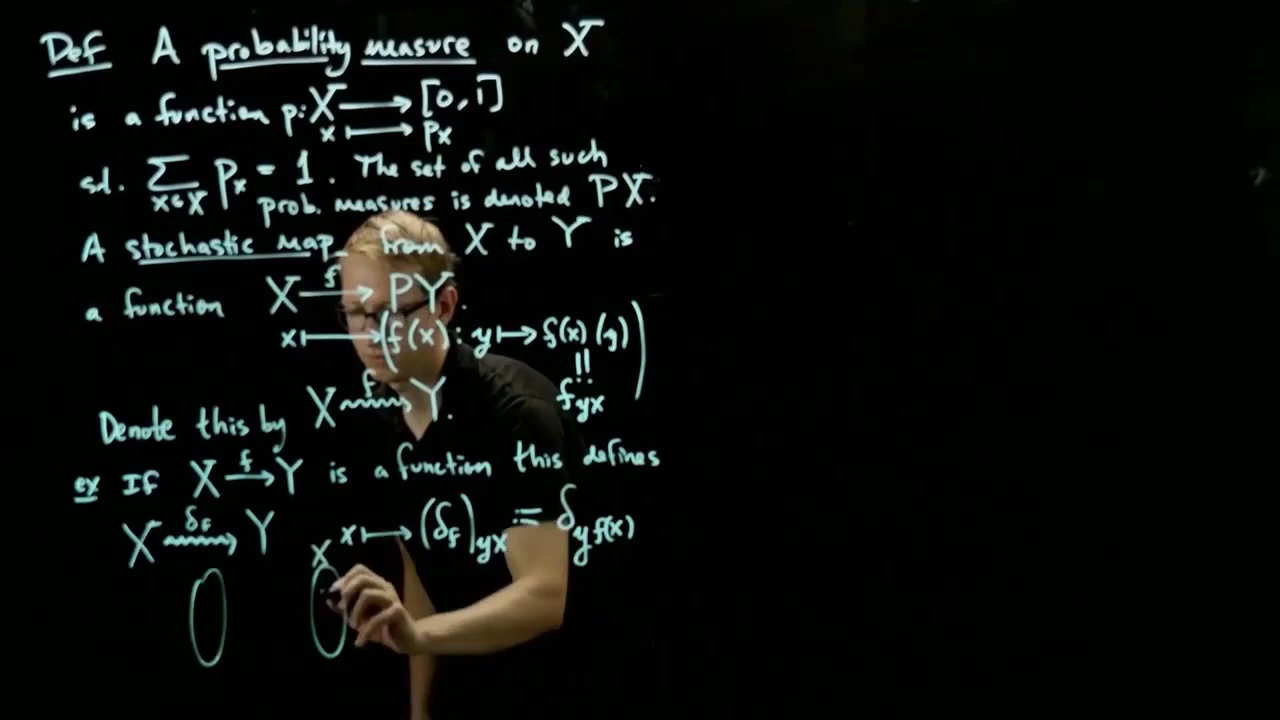 Def A probability measure on X
is a function p: X ⟶ [0,1]
x ⟼ px
s.t. ∑x∈X px = 1. The set of all such
prob. measures is denoted PX.
A stochastic map from X to Y is
a function X —f→ PY.
x ⟼ (f(x): y ⟼ f(x)(y))
‖
fyx
Denote this by X ~f~> Y.
ex If X —f→ Y is a function this defines
X ~δf~> Y x ⟼ (δf)yx := δy f(x)
X